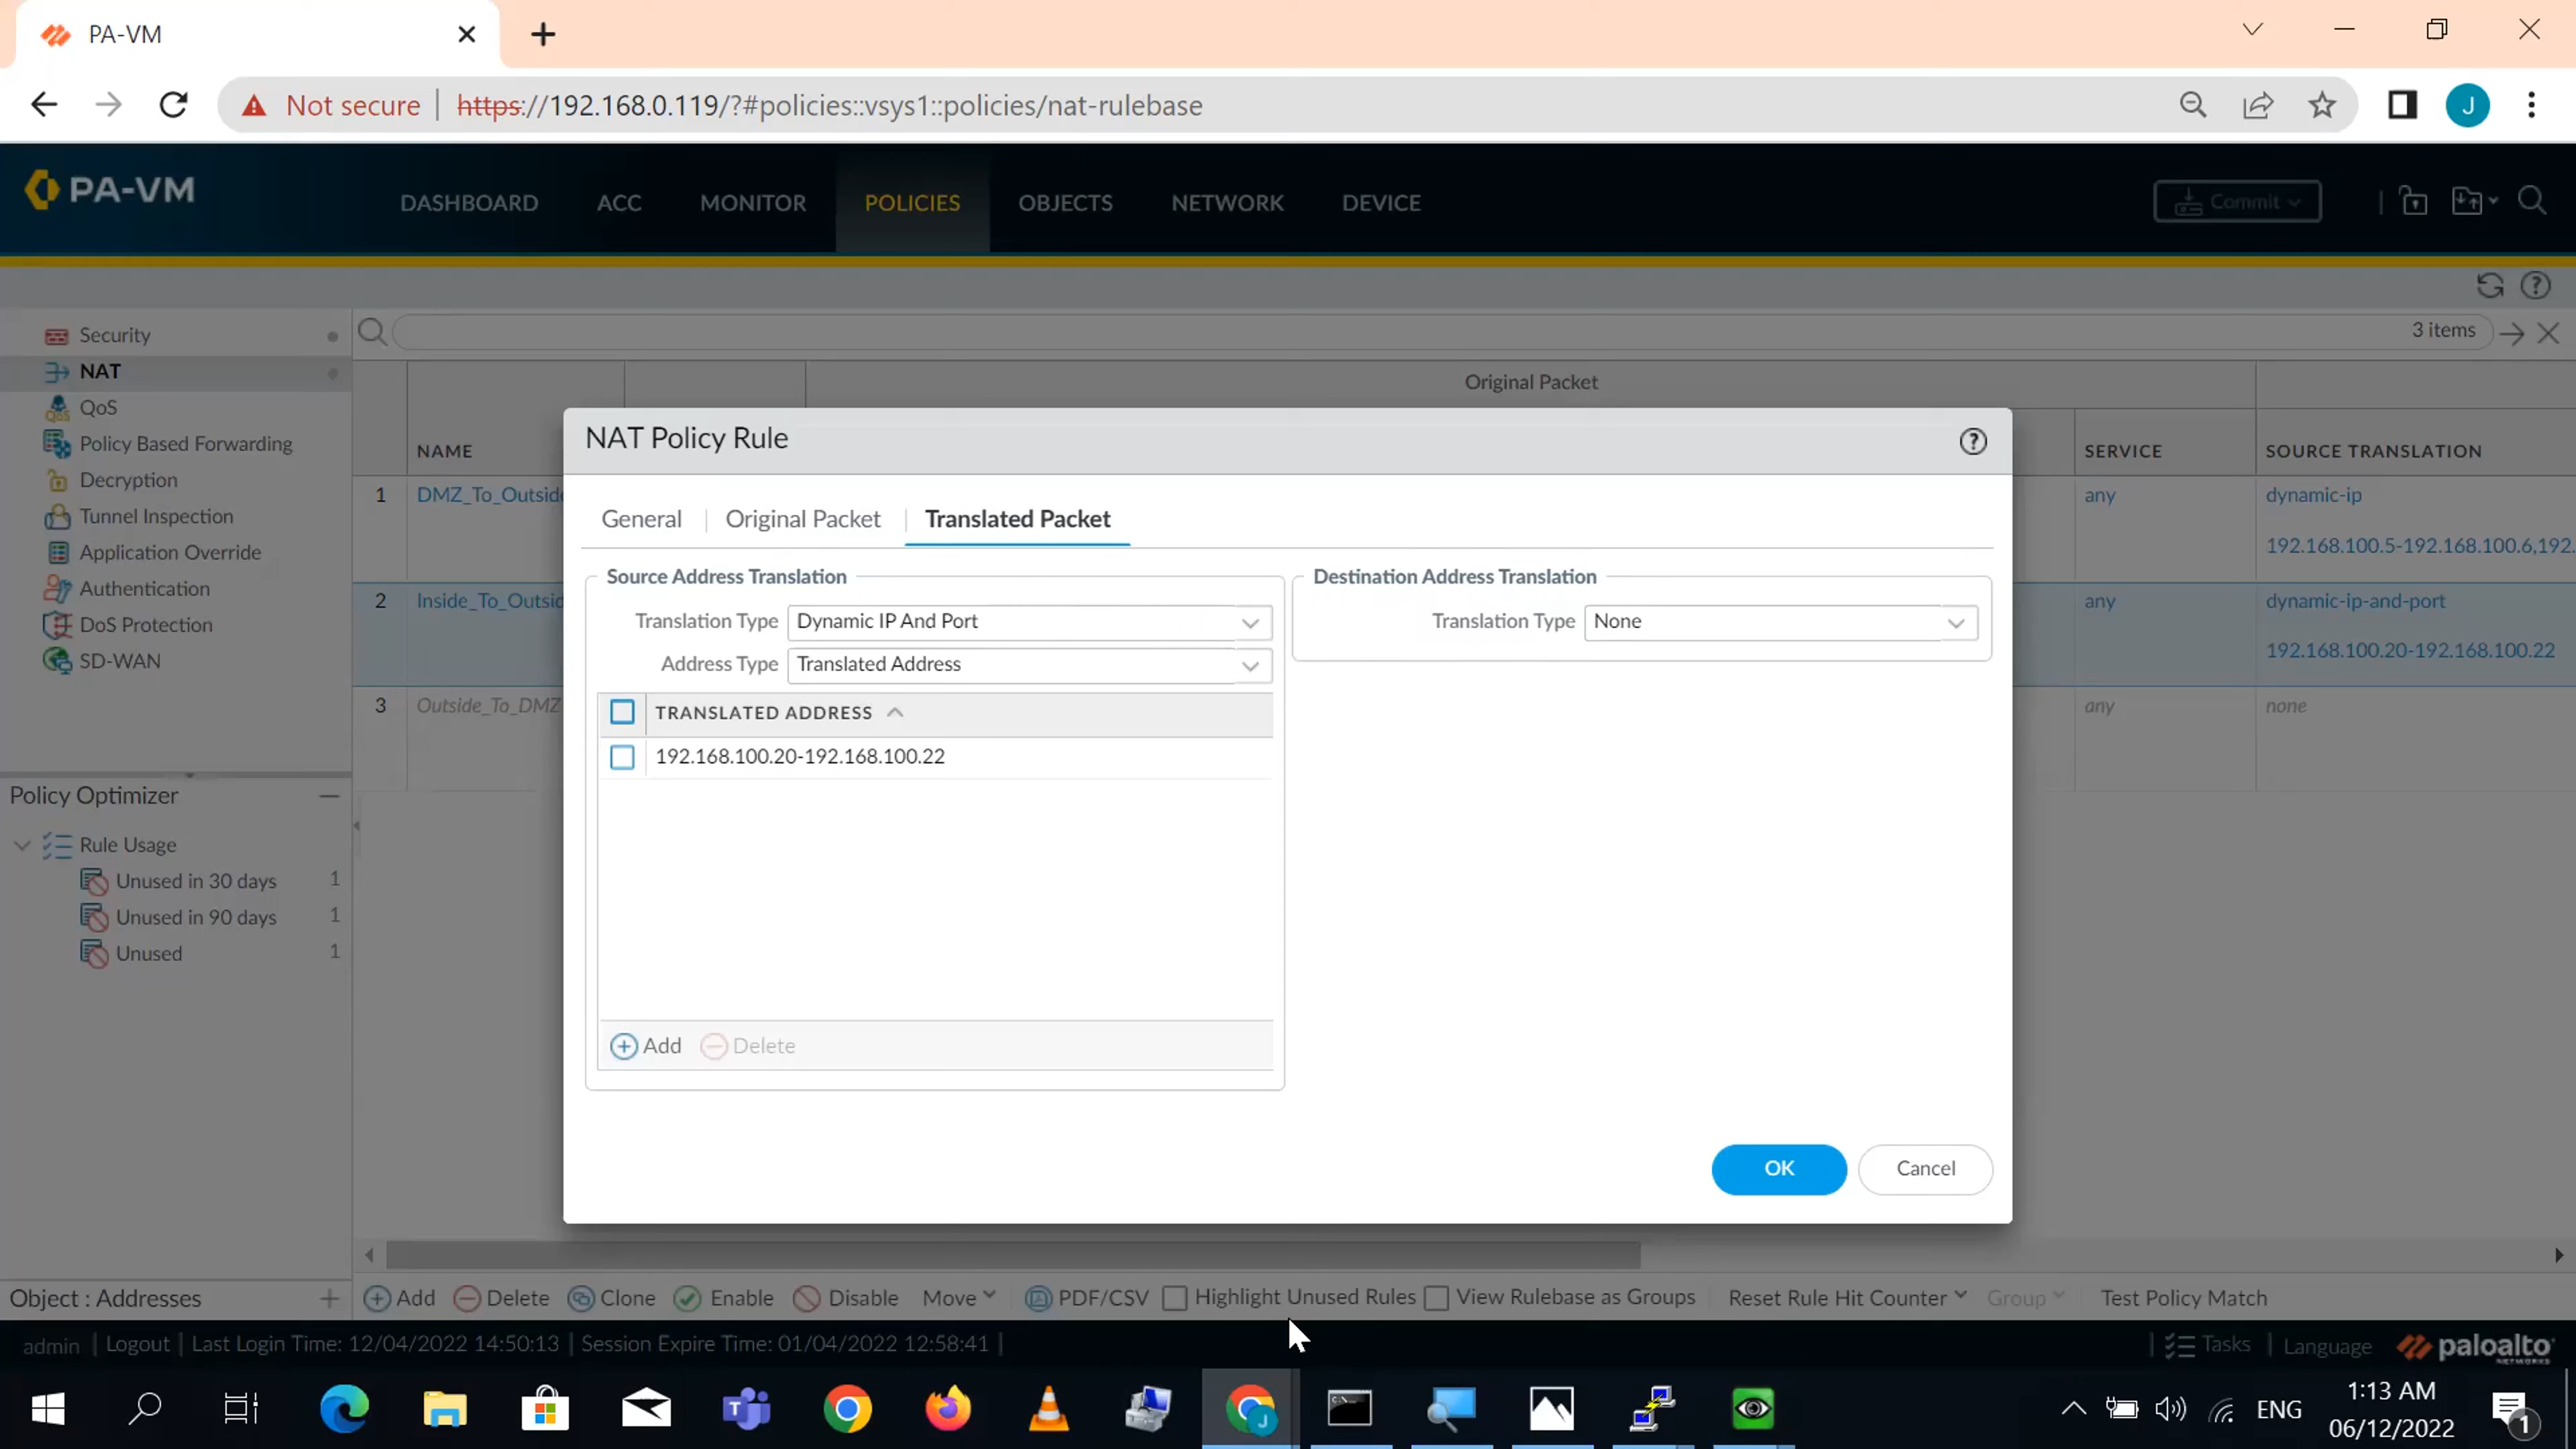 PA-VM
Not secure | https://192.168.0.119/?#policies::vsys1::policies/nat-rulebase
J
PA-VM
DASHBOARD ACC MONITOR POLICIES OBJECTS NETWORK DEVICE
Commit
3 items
Security
NAT
QoS
Policy Based Forwarding
Decryption
Tunnel Inspection
Application Override
Authentication
DoS Protection
SD-WAN
Policy Optimizer
Rule Usage
Unused in 30 days 1
Unused in 90 days 1
Unused 1
Object : Addresses
Original Packet
NAME SERVICE SOURCE TRANSLATION
1 DMZ_To_Outside any dynamic-ip
192.168.100.5-192.168.100.6,192.
2 Inside_To_Outsid any dynamic-ip-and-port
192.168.100.20-192.168.100.22
3 Outside_To_DMZ any none
NAT Policy Rule
General | Original Packet | Translated Packet
Source Address Translation
Translation Type Dynamic IP And Port
Address Type Translated Address
TRANSLATED ADDRESS
192.168.100.20-192.168.100.22
Add Delete
Destination Address Translation
Translation Type None
OK Cancel
Add Delete Clone Enable Disable Move PDF/CSV Highlight Unused Rules View Rulebase as Groups Reset Rule Hit Counter Group Test Policy Match
admin | Logout | Last Login Time: 12/04/2022 14:50:13 | Session Expire Time: 01/04/2022 12:58:41 |
Tasks | Language paloalto
NETWORKS
ENG
1:13 AM
06/12/2022
1